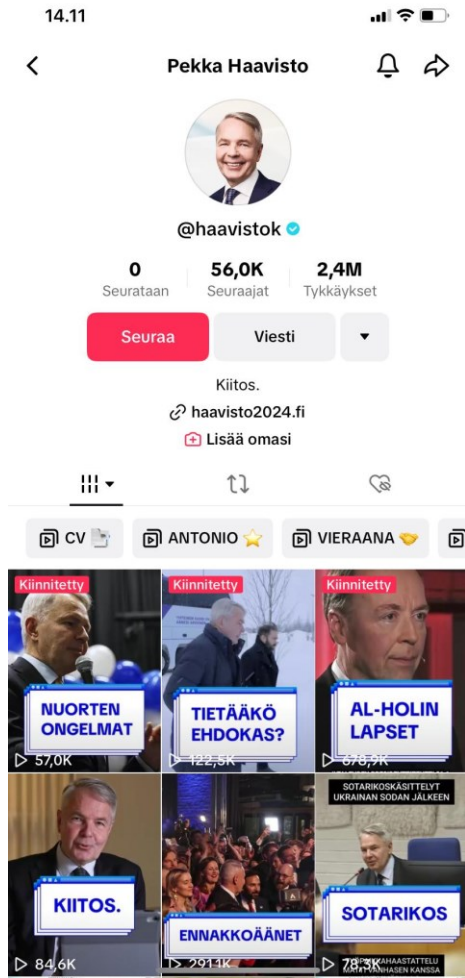 14.11
Pekka Haavisto
@haavistok
0
Seurataan
56,0K
Seuraajat
2,4M
Tykkäykset
Seuraa
Viesti
Kiitos.
haavisto2024.fi
Lisää omasi
CV
ANTONIO
VIERAANA
Kiinnitetty
NUORTEN
ONGELMAT
57,0K
Kiinnitetty
TIETÄÄKÖ
EHDOKAS?
122,5K
Kiinnitetty
AL-HOLIN
LAPSET
678,9K
KIITOS.
84,6K
ENNAKKOÄÄNET
291,1K
SOTARIKOSKÄSITTELYT
UKRAINAN SODAN JÄLKEEN
SOTARIKOS
78,3K